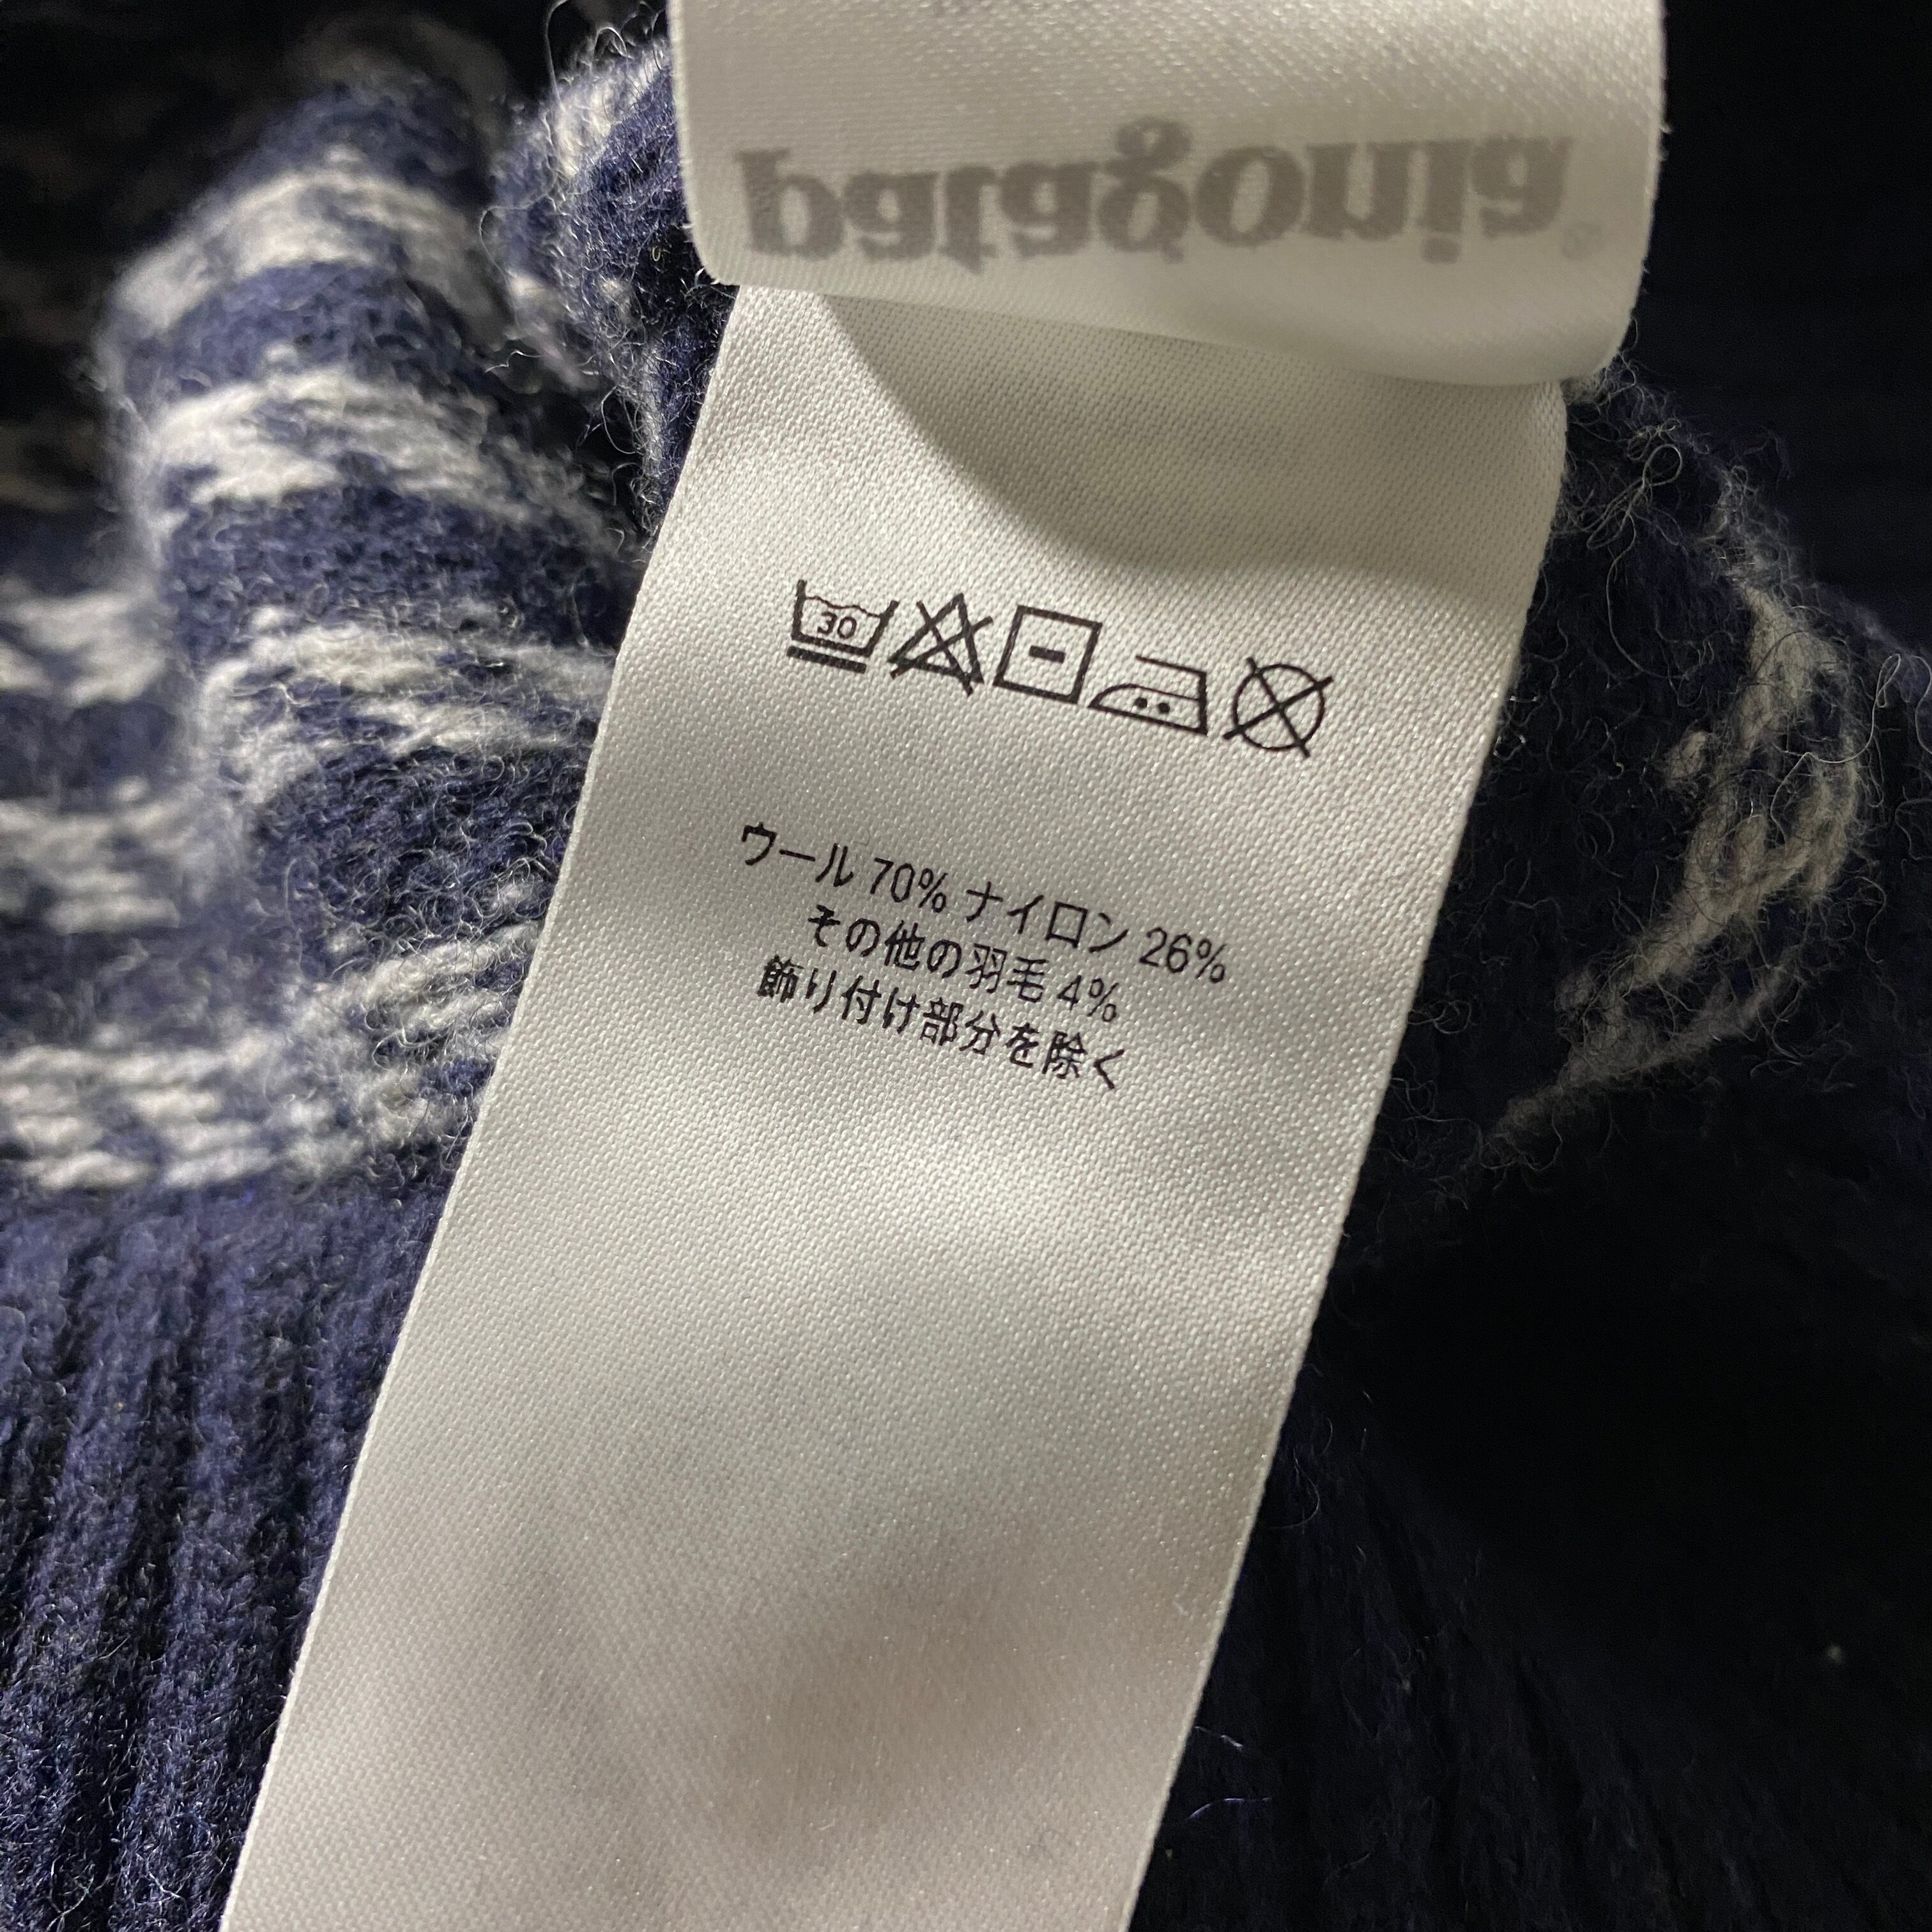 patagonia®
30
ウール 70% ナイロン 26%
その他の羽毛 4%
飾り付け部分を除く